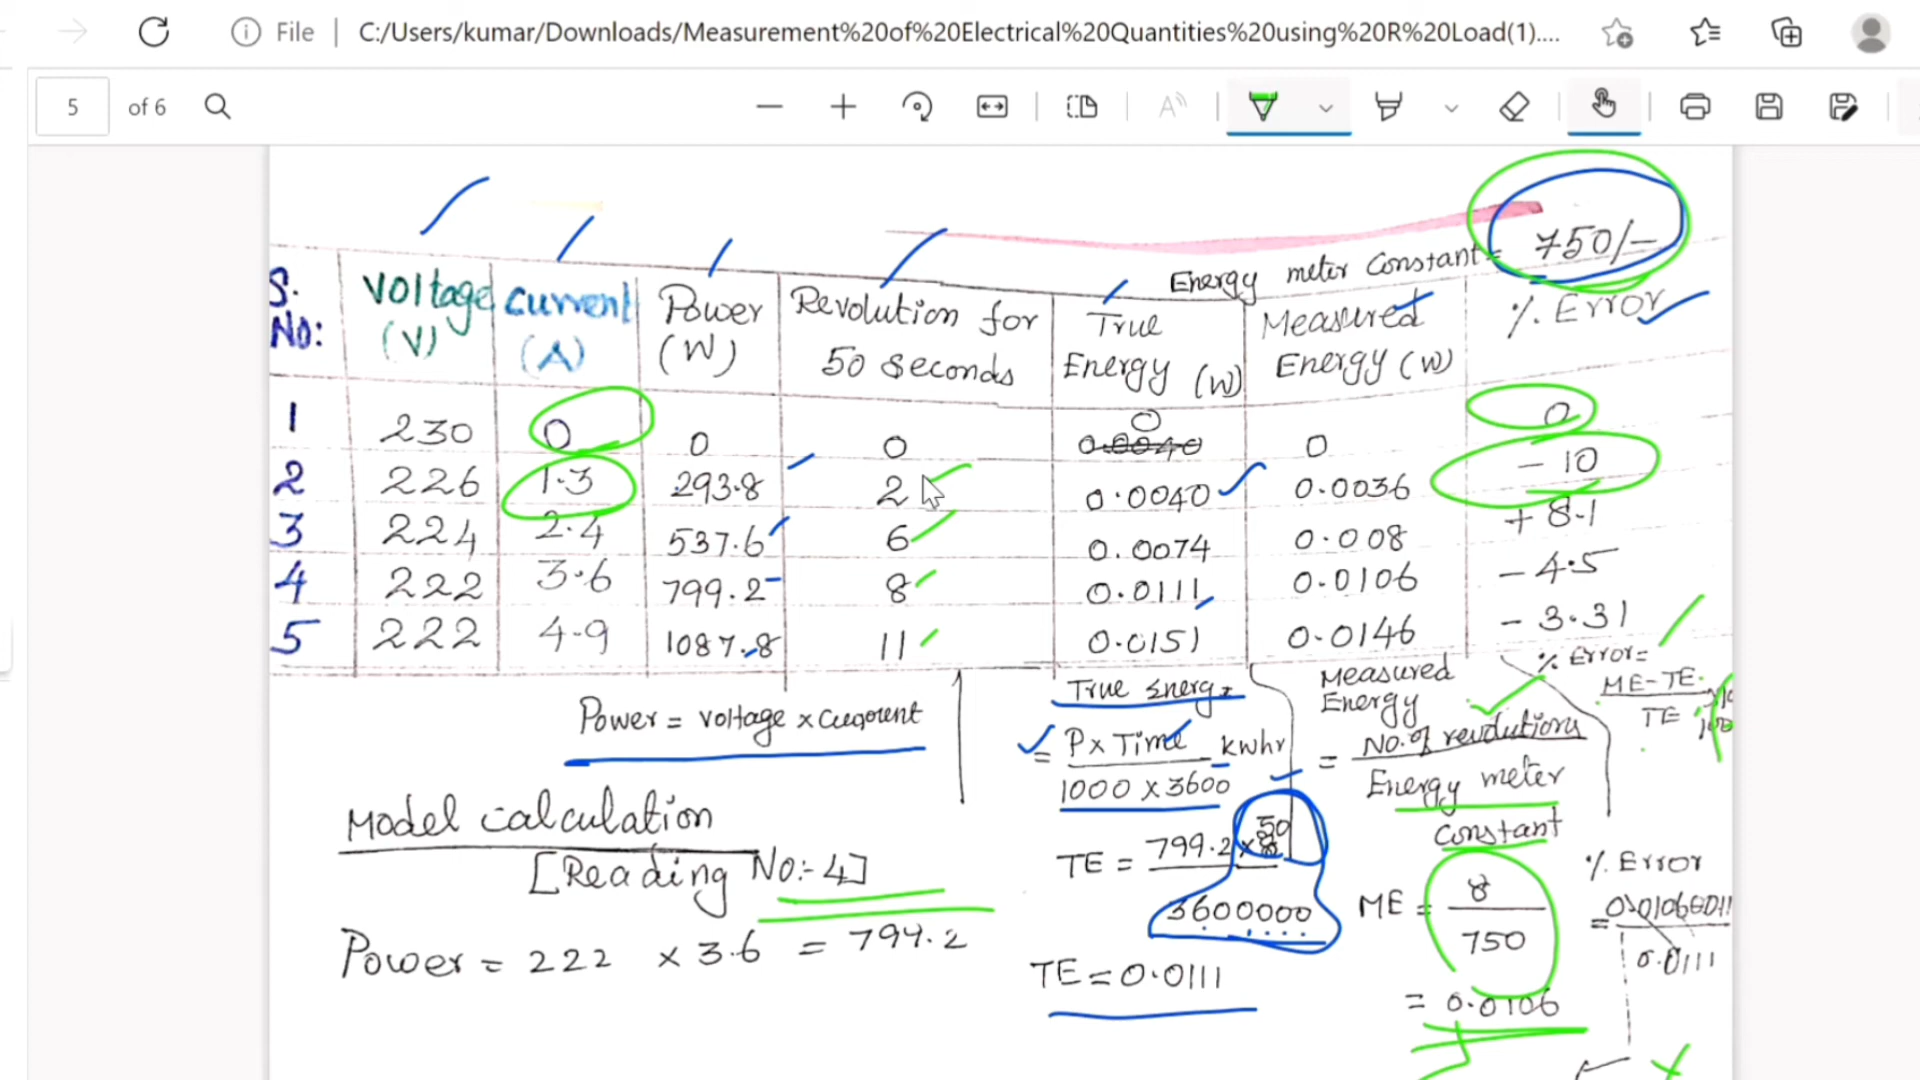 File | C:/Users/kumar/Downloads/Measurement%20of%20Electrical%20Quantities%20using%20R%20Load(1)....
5 of 6
Energy meter Constant = 750/-
S. No: Voltage (V) Current (A) Power (W) Revolution for 50 Seconds True Energy (W) Measured Energy (W) % Error
1 230 0 0 0 0 0 0
2 226 1.3 293.8 2 0.0040 0.0036 -10
3 224 2.4 537.6 6 0.0074 0.008 + 8.1
4 222 3.6 799.2 8 0.0111 0.0106 - 4.5
5 222 4.9 1087.8 11 0.0151 0.0146 - 3.31
Power = Voltage x Current
True Energy
= P x Time kwhr
1000 x 3600
TE = 799.2 x 50
3600000
TE = 0.0111
Measured Energy
= No. of revolutions
Energy meter
Constant
ME = 8
750
= 0.0106
% Error =
ME-TE
TE
% Error
=
0.0111
Model calculation
[Reading No:- 4]
Power = 222 x 3.6 = 799.2